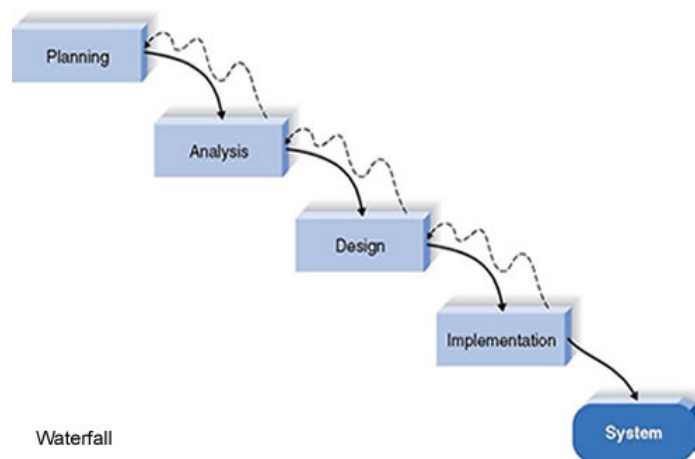 Planning
Analysis
Design
Implementation
System
Waterfall